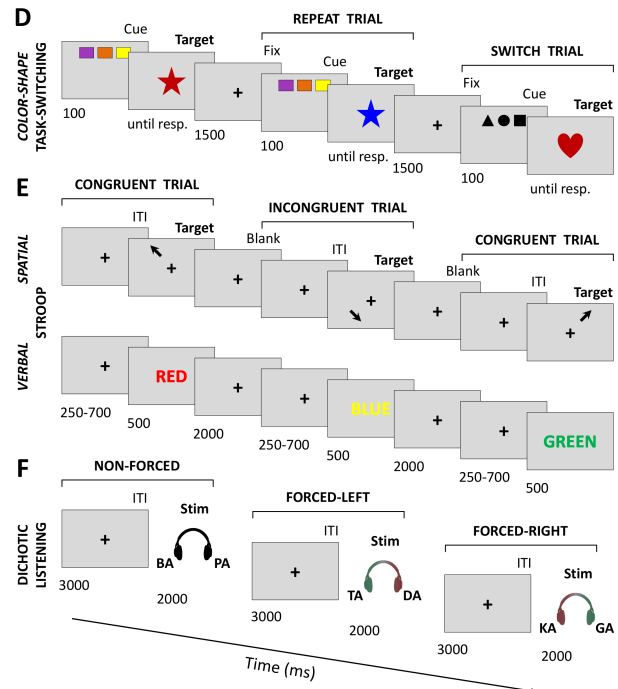 D
COLOR-SHAPE
TASK-SWITCHING
REPEAT TRIAL
SWITCH TRIAL
Cue
Target
Fix
Cue
Target
Fix
Cue
Target
100
until resp.
1500
100
until resp.
1500
100
until resp.
E
CONGRUENT TRIAL
INCONGRUENT TRIAL
CONGRUENT TRIAL
SPATIAL
STROOP
VERBAL
ITI
Target
Blank
ITI
Target
Blank
ITI
Target
RED
BLUE
GREEN
250-700
500
2000
250-700
500
2000
250-700
500
F
DICHOTIC
LISTENING
NON-FORCED
FORCED-LEFT
FORCED-RIGHT
ITI
Stim
BA
PA
3000
2000
ITI
Stim
TA
DA
3000
2000
ITI
Stim
KA
GA
3000
2000
Time (ms)